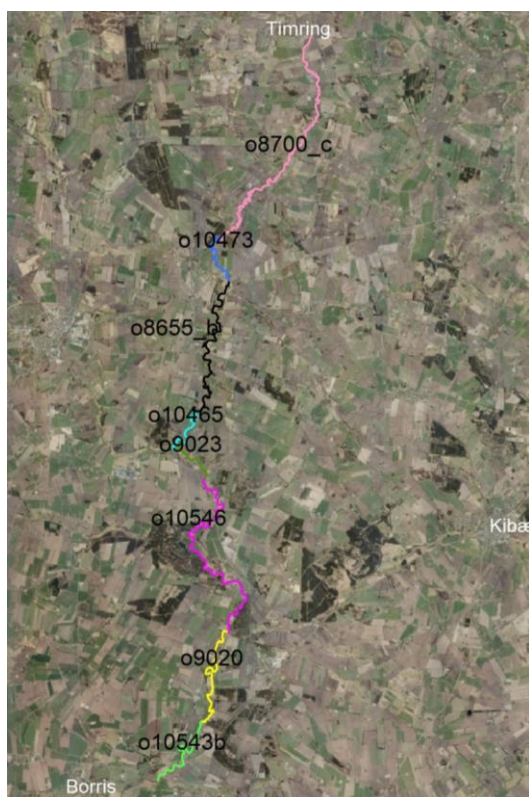 Timring
o8700_c
o10473
o8655_b
o10465
o9023
o10546
Kibæ
o9020
o10543b
Borris